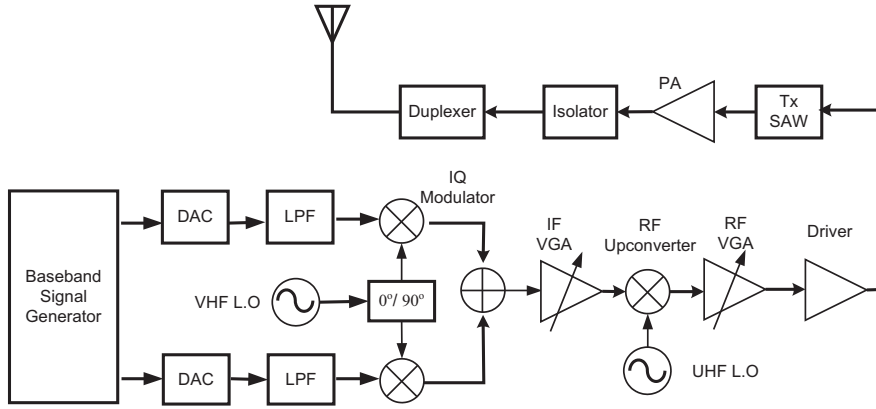 PA
Duplexer
Isolator
Tx
SAW
IQ
Modulator
DAC
LPF
IF
VGA
RF
Upconverter
RF
VGA
Driver
Baseband
Signal
Generator
VHF L.O
0º/ 90º
DAC
LPF
UHF L.O